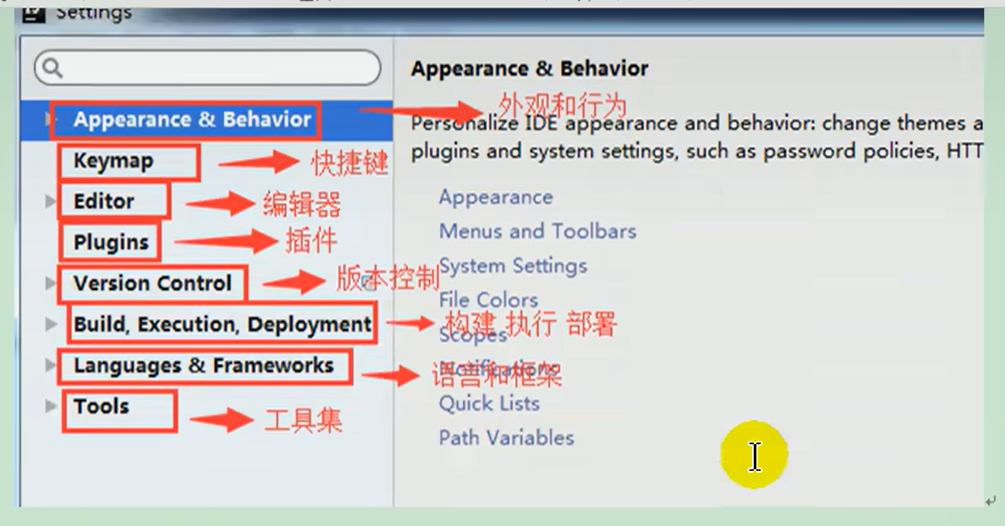 Settings
Appearance & Behavior
外观和行为
Appearance & Behavior
Personalize IDE appearance and behavior: change themes a
Keymap
快捷键
plugins and system settings, such as password policies, HTT
Editor
编辑器
Appearance
Plugins
插件
Menus and Toolbars
Version Control
版本控制
System Settings
File Colors
Build, Execution, Deployment
构建 执行 部署
Scopes
Languages & Frameworks
语言和框架
Notifications
Tools
工具集
Quick Lists
Path Variables